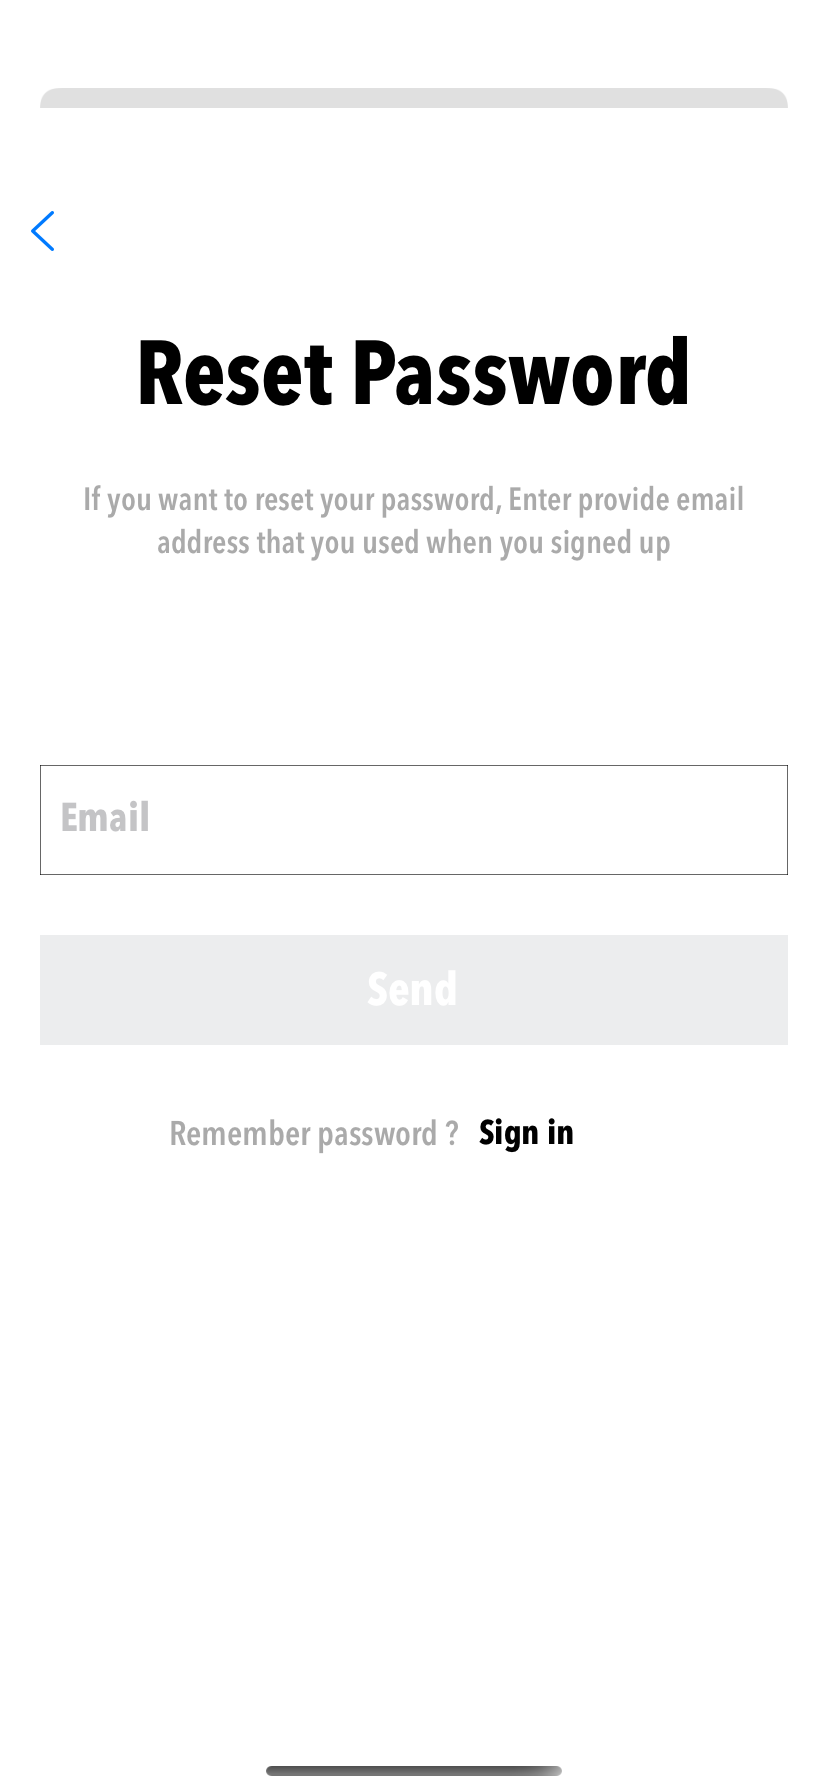 Reset Password
If you want to reset your password, Enter provide email
address that you used when you signed up
Email
Send
Remember password ? Sign in